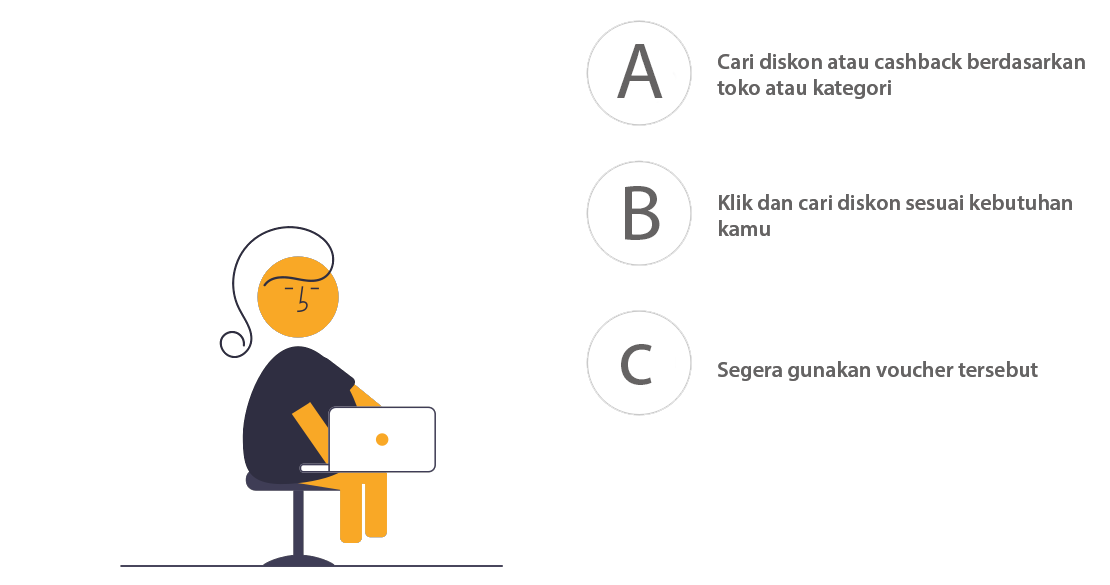 A
Cari diskon atau cashback berdasarkan
toko atau kategori
B
Klik dan cari diskon sesuai kebutuhan
kamu
C
Segera gunakan voucher tersebut